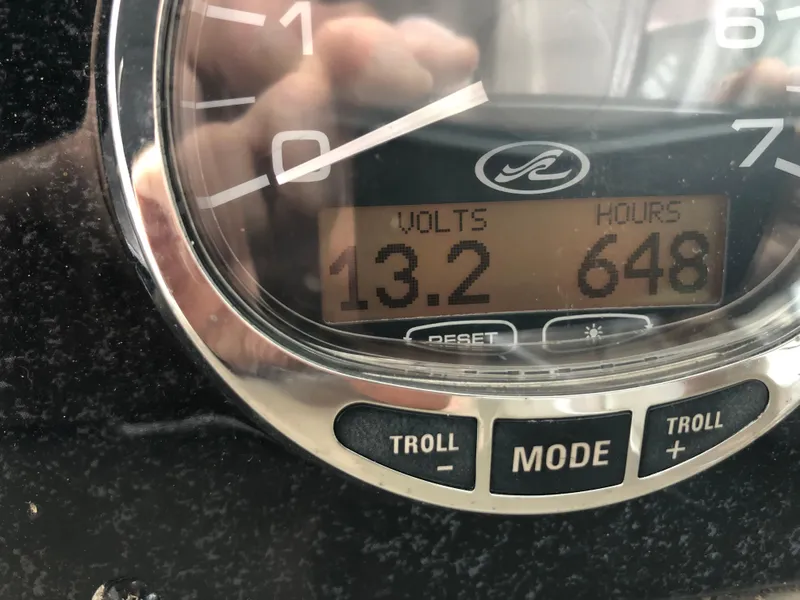 1
6
0
7
VOLTS HOURS
13.2 648
RESET
TROLL
-
MODE
TROLL
+